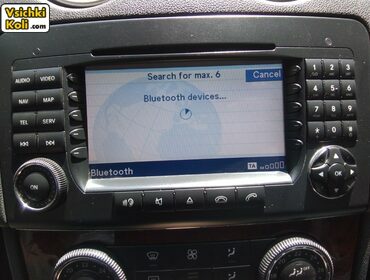 Vsichki
Koli.com
Search for max. 6
Cancel
Bluetooth devices...
AUDIO
VIDEO
NAV
MAP
TEL
SERV
ON
1
2
3
4
5
6
7
8
9
*
0
#
OK
Bluetooth
TA